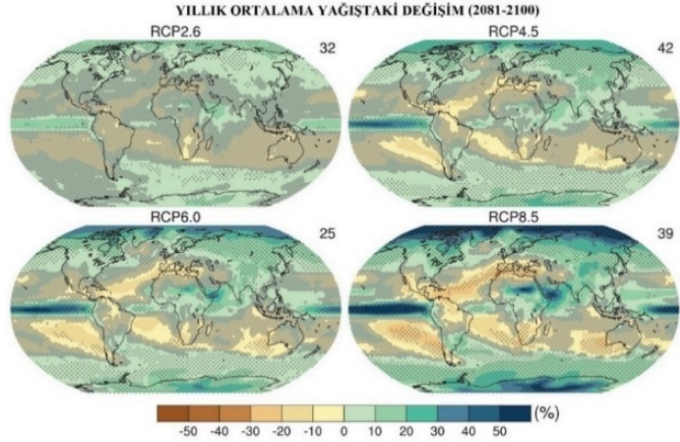 YILLIK ORTALAMA YAĞIŞTAKİ DEĞİŞİM (2081-2100)
RCP2.6
32
RCP4.5
42
RCP6.0
25
RCP8.5
39
(%)
-50 -40 -30 -20 -10 0 10 20 30 40 50